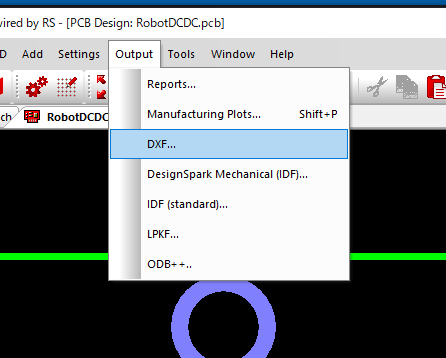 wired by RS - [PCB Design: RobotDCDC.pcb]
D Add Settings Output Tools Window Help
ch RobotDCDC
Reports...
Manufacturing Plots... Shift+P
DXF...
DesignSpark Mechanical (IDF)...
IDF (standard)...
LPKF...
ODB++..